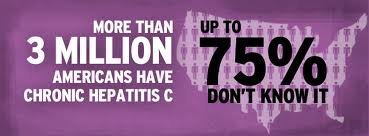 MORE THAN
3 MILLION
AMERICANS HAVE
CHRONIC HEPATITIS C
UP TO
75%
DON'T KNOW IT